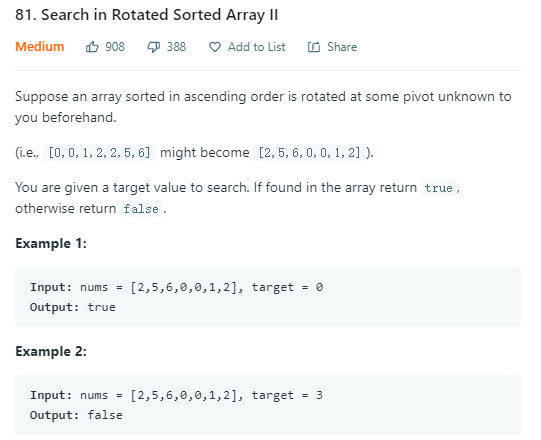 81. Search in Rotated Sorted Array II
Medium 908 388 Add to List Share
Suppose an array sorted in ascending order is rotated at some pivot unknown to
you beforehand.
(i.e., [0,0,1,2,2,5,6] might become [2,5,6,0,0,1,2] ).
You are given a target value to search. If found in the array return true ,
otherwise return false .
Example 1:
Input: nums = [2,5,6,0,0,1,2], target = 0
Output: true
Example 2:
Input: nums = [2,5,6,0,0,1,2], target = 3
Output: false